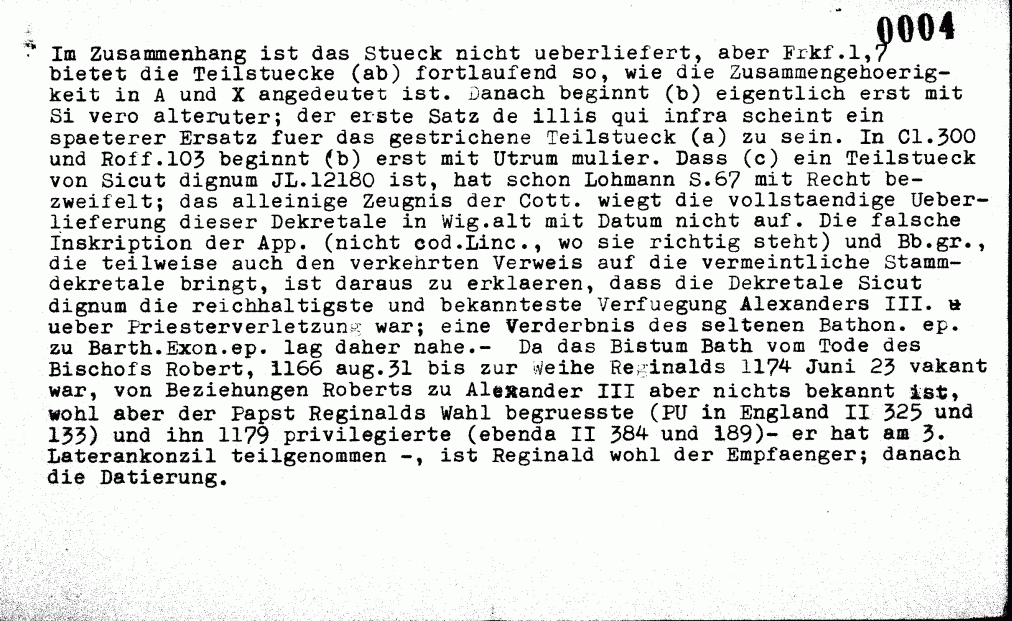 0004
Im Zusammenhang ist das Stueck nicht ueberliefert, aber Frkf.1,7
bietet die Teilstuecke (ab) fortlaufend so, wie die Zusammengehoerig-
keit in A und X angedeutet ist. Danach beginnt (b) eigentlich erst mit
Si vero alteruter; der erste Satz de illis qui infra scheint ein
spaeterer Ersatz fuer das gestrichene Teilstueck (a) zu sein. In Cl.300
und Roff.103 beginnt (b) erst mit Utrum mulier. Dass (c) ein Teilstueck
von Sicut dignum JL.12180 ist, hat schon Lohmann S.67 mit Recht be-
zweifelt; das alleinige Zeugnis der Cott. wiegt die vollstaendige Ueber-
lieferung dieser Dekretale in Wig.alt mit Datum nicht auf. Die falsche
Inskription der App. (nicht cod.Linc., wo sie richtig steht) und Bb.gr.,
die teilweise auch den verkehrten Verweis auf die vermeintliche Stamm-
dekretale bringt, ist daraus zu erklaeren, dass die Dekretale Sicut
dignum die reichhaltigste und bekannteste Verfuegung Alexanders III. u
ueber Priesterverletzung war; eine Verderbnis des seltenen Bathon. ep.
zu Barth.Exon.ep. lag daher nahe.- Da das Bistum Bath vom Tode des
Bischofs Robert, 1166 aug.31 bis zur Weihe Reginalds 1174 Juni 23 vakant
war, von Beziehungen Roberts zu Alexander III aber nichts bekannt ist,
wohl aber der Papst Reginalds Wahl begruesste (PU in England II 325 und
133) und ihn 1179 privilegierte (ebenda II 384 und 189)- er hat am 3.
Laterankonzil teilgenommen -, ist Reginald wohl der Empfaenger; danach
die Datierung.